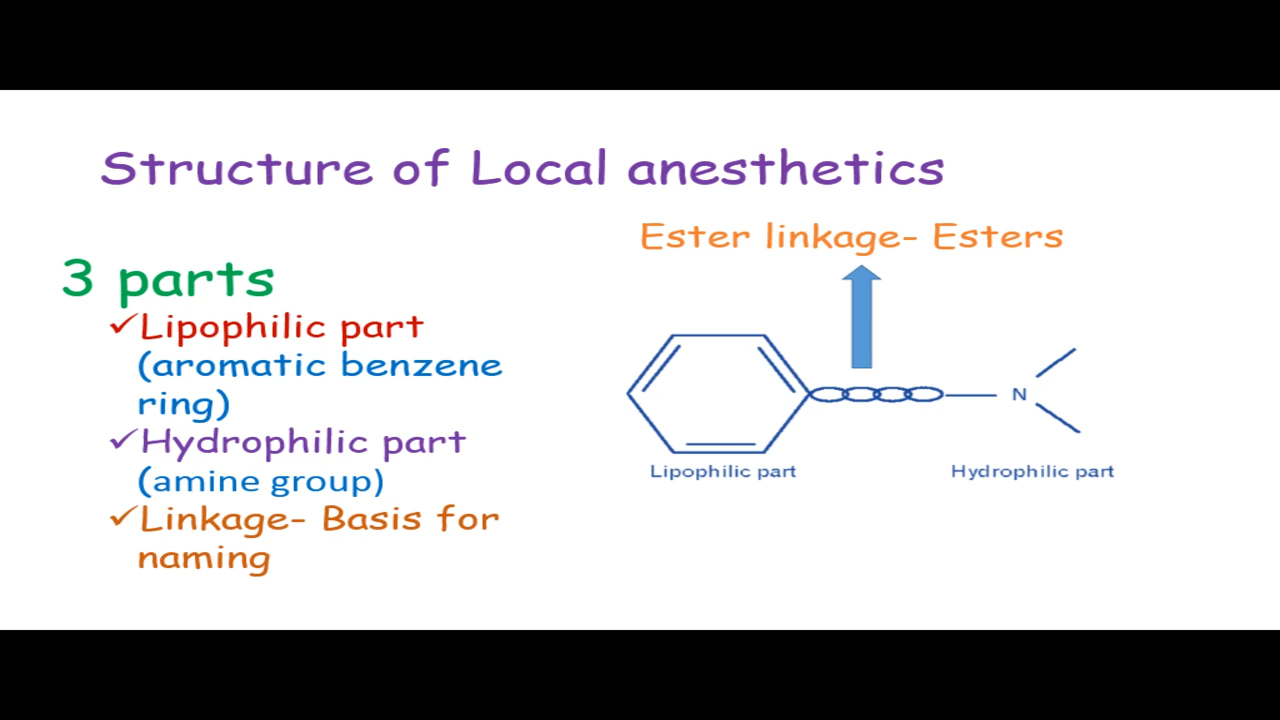 Structure of Local anesthetics
Ester linkage- Esters
3 parts
✓Lipophilic part
(aromatic benzene
ring)
✓Hydrophilic part
(amine group)
✓Linkage- Basis for
naming
N
Lipophilic part
Hydrophilic part